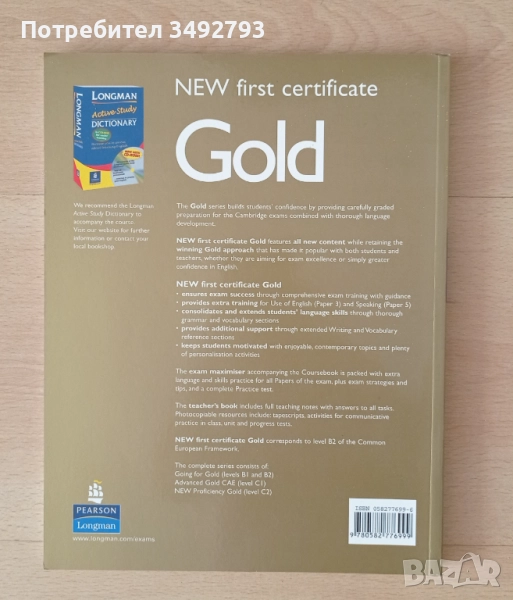 Потребител 3492793
LONGMAN
LONGMAN
Active Study
DICTIONARY
NEW first certificate
Gold
We recommend the Longman
Active Study Dictionary to
accompany the course.
Visit our website for further
information or contact your
local bookshop.
The Gold series builds students' confidence by providing carefully graded
preparation for the Cambridge exams combined with thorough language
development.
NEW first certificate Gold features all new content while retaining the
winning Gold approach that has made it popular with both students and
teachers, whether they are aiming for exam excellence or simply greater
confidence in English.
NEW first certificate Gold
• ensures exam success through comprehensive exam training with guidance
• provides extra training for Use of English (Paper 3) and Speaking (Paper 5)
• consolidates and extends students' language skills through thorough
grammar and vocabulary sections
• provides additional support through extended Writing and Vocabulary
reference sections
• keeps students motivated with enjoyable, contemporary topics and plenty
of personalisation activities
The exam maximiser accompanying the Coursebook is packed with extra
language and skills practice for all Papers of the exam, plus exam strategies and
tips, and a complete Practice test.
The teacher's book includes full teaching notes with answers to all tasks.
Photocopiable resources include: tapescripts, activities for communicative
practice in class, unit and progress tests.
NEW first certificate Gold corresponds to level B2 of the Common
European Framework.
The complete series consists of:
Going for Gold (levels B1 and B2)
Advanced Gold CAE (level C1)
NEW Proficiency Gold (level C2)
PEARSON
Longman
www.longman.com/exams
ISBN 058277699-6
9 780582 776999
БАZАР